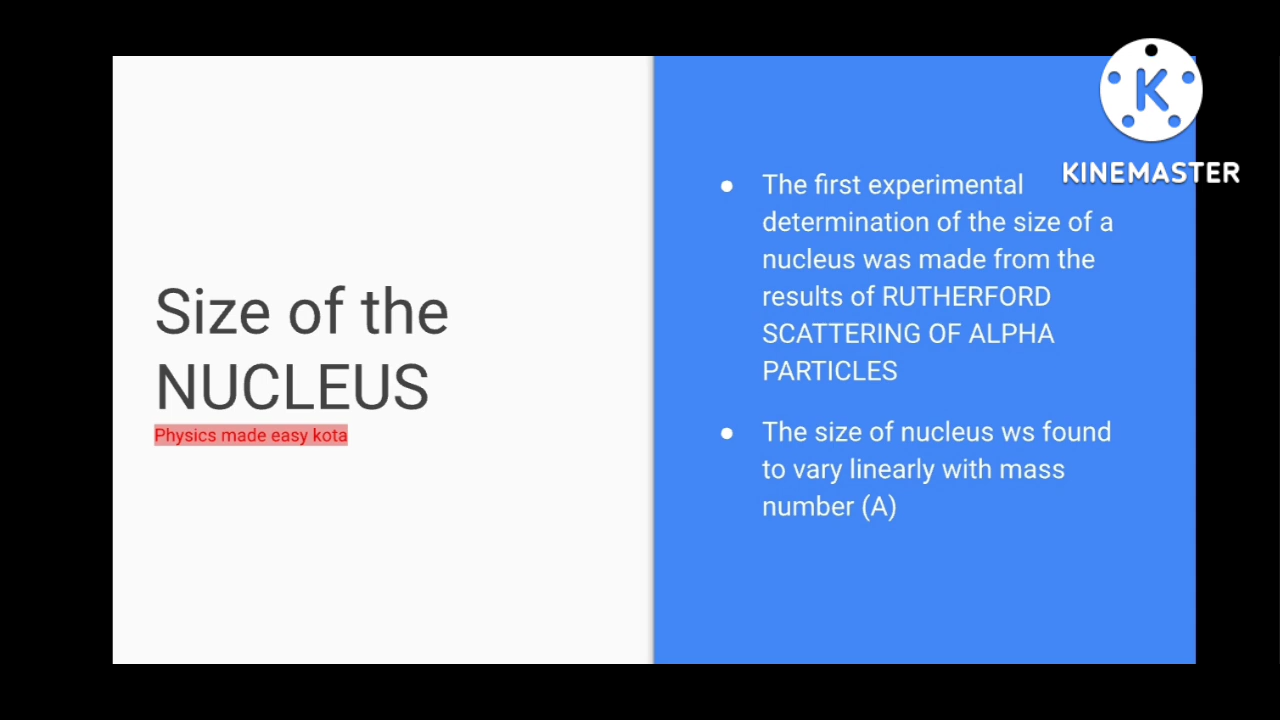 Size of the
NUCLEUS
Physics made easy kota
K
KINEMASTER
● The first experimental
determination of the size of a
nucleus was made from the
results of RUTHERFORD
SCATTERING OF ALPHA
PARTICLES
● The size of nucleus ws found
to vary linearly with mass
number (A)